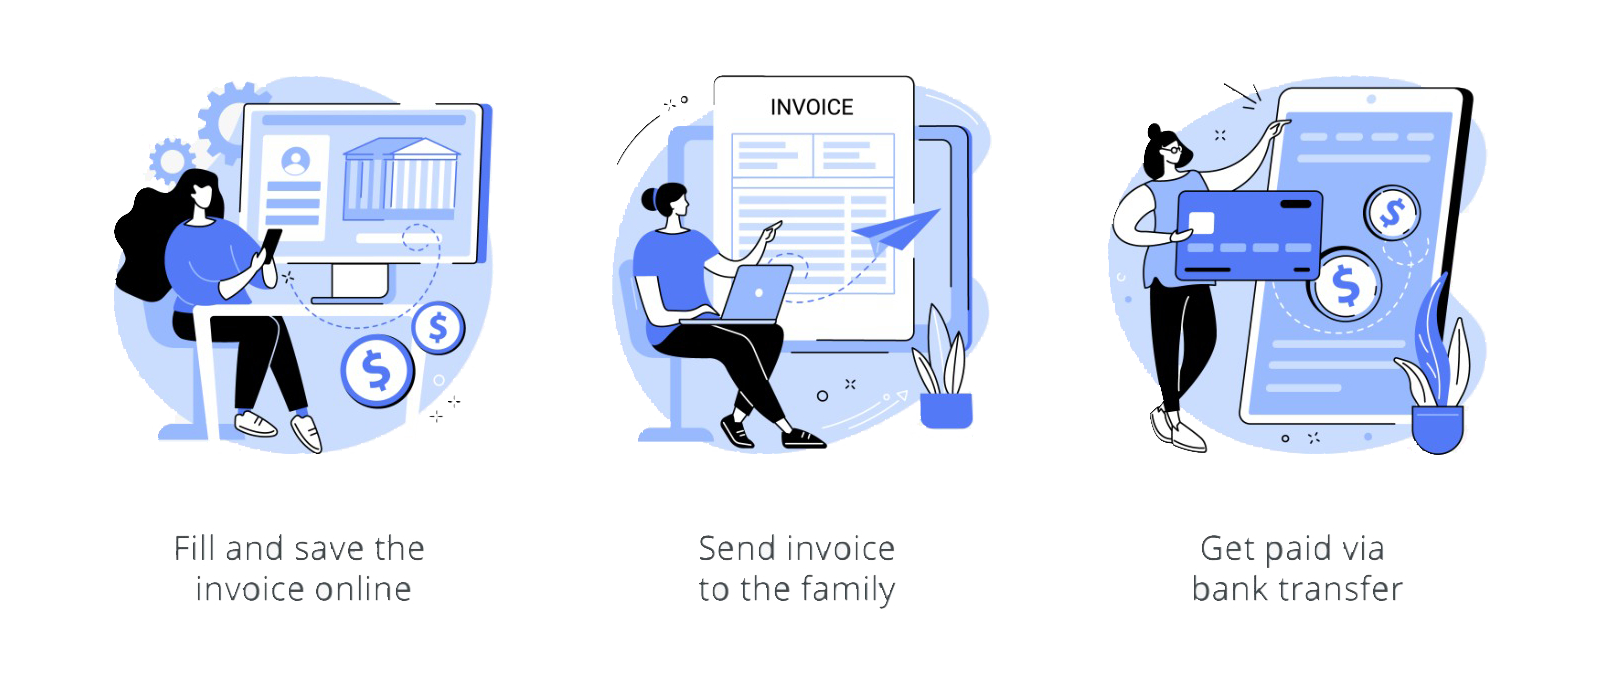 INVOICE
$
$
$
$
Fill and save the
invoice online
Send invoice
to the family
Get paid via
bank transfer